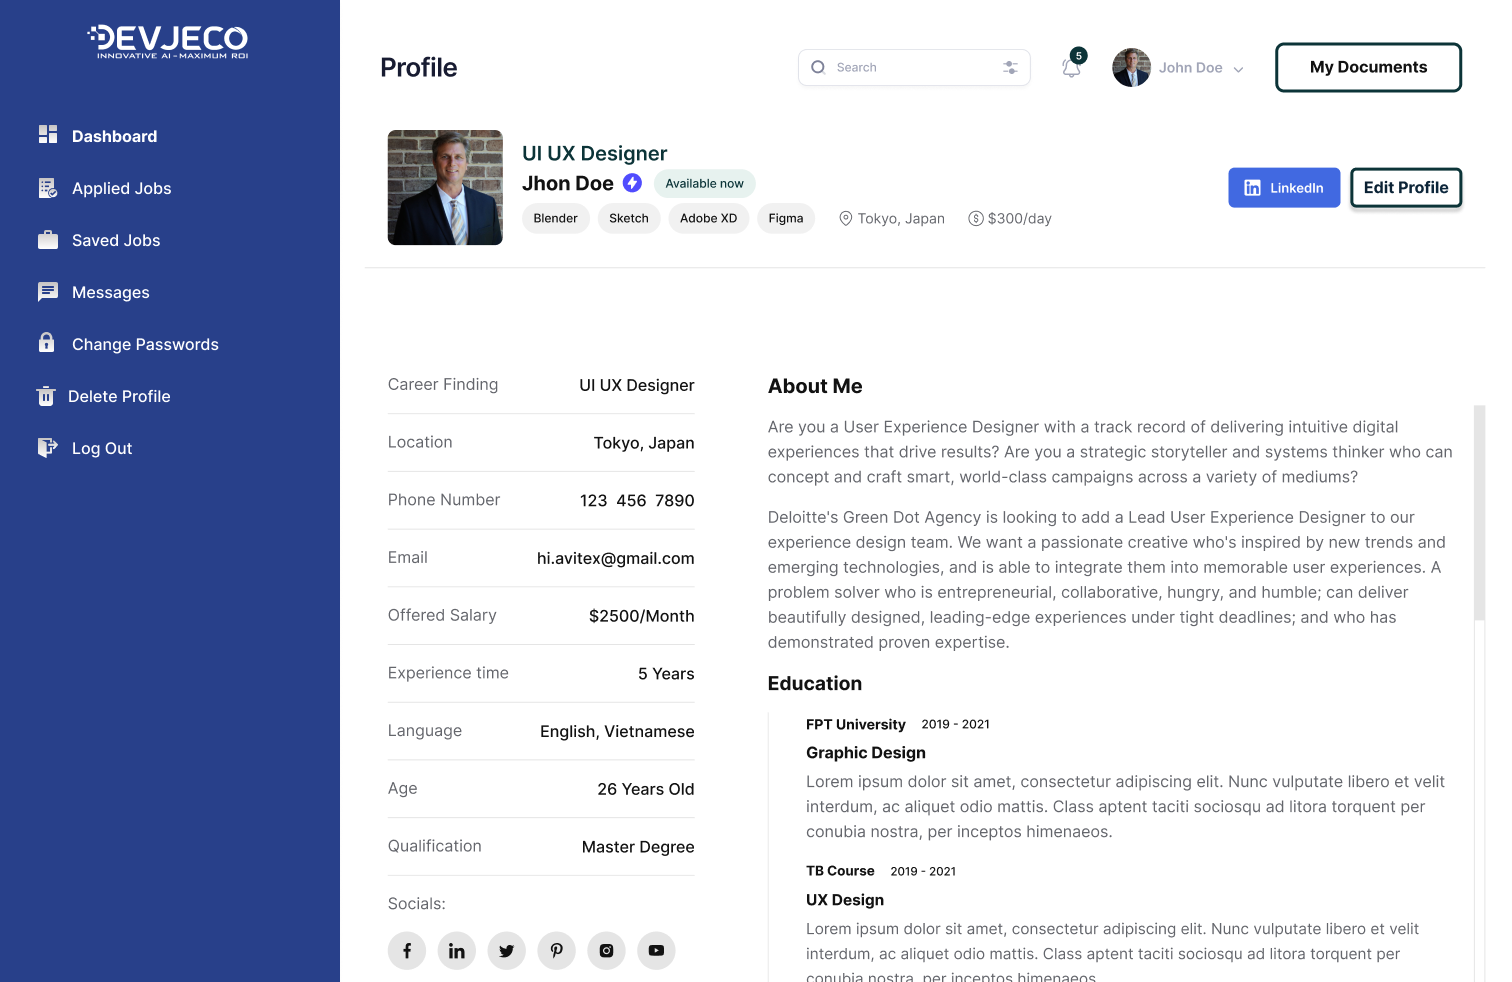 DEVJECO
INNOVATIVE AI-MAXIMUM ROI
Dashboard
Applied Jobs
Saved Jobs
Messages
Change Passwords
Delete Profile
Log Out
Profile
Search
5
John Doe
My Documents
UI UX Designer
Jhon Doe
Available now
Blender Sketch Adobe XD Figma Tokyo, Japan $300/day
LinkedIn
Edit Profile
Career Finding UI UX Designer
Location Tokyo, Japan
Phone Number 123 456 7890
Email hi.avitex@gmail.com
Offered Salary $2500/Month
Experience time 5 Years
Language English, Vietnamese
Age 26 Years Old
Qualification Master Degree
Socials:
About Me
Are you a User Experience Designer with a track record of delivering intuitive digital
experiences that drive results? Are you a strategic storyteller and systems thinker who can
concept and craft smart, world-class campaigns across a variety of mediums?
Deloitte's Green Dot Agency is looking to add a Lead User Experience Designer to our
experience design team. We want a passionate creative who's inspired by new trends and
emerging technologies, and is able to integrate them into memorable user experiences. A
problem solver who is entrepreneurial, collaborative, hungry, and humble; can deliver
beautifully designed, leading-edge experiences under tight deadlines; and who has
demonstrated proven expertise.
Education
FPT University 2019 - 2021
Graphic Design
Lorem ipsum dolor sit amet, consectetur adipiscing elit. Nunc vulputate libero et velit
interdum, ac aliquet odio mattis. Class aptent taciti sociosqu ad litora torquent per
conubia nostra, per inceptos himenaeos.
TB Course 2019 - 2021
UX Design
Lorem ipsum dolor sit amet, consectetur adipiscing elit. Nunc vulputate libero et velit
interdum, ac aliquet odio mattis. Class aptent taciti sociosqu ad litora torquent per
conubia nostra, per inceptos himenaeos.